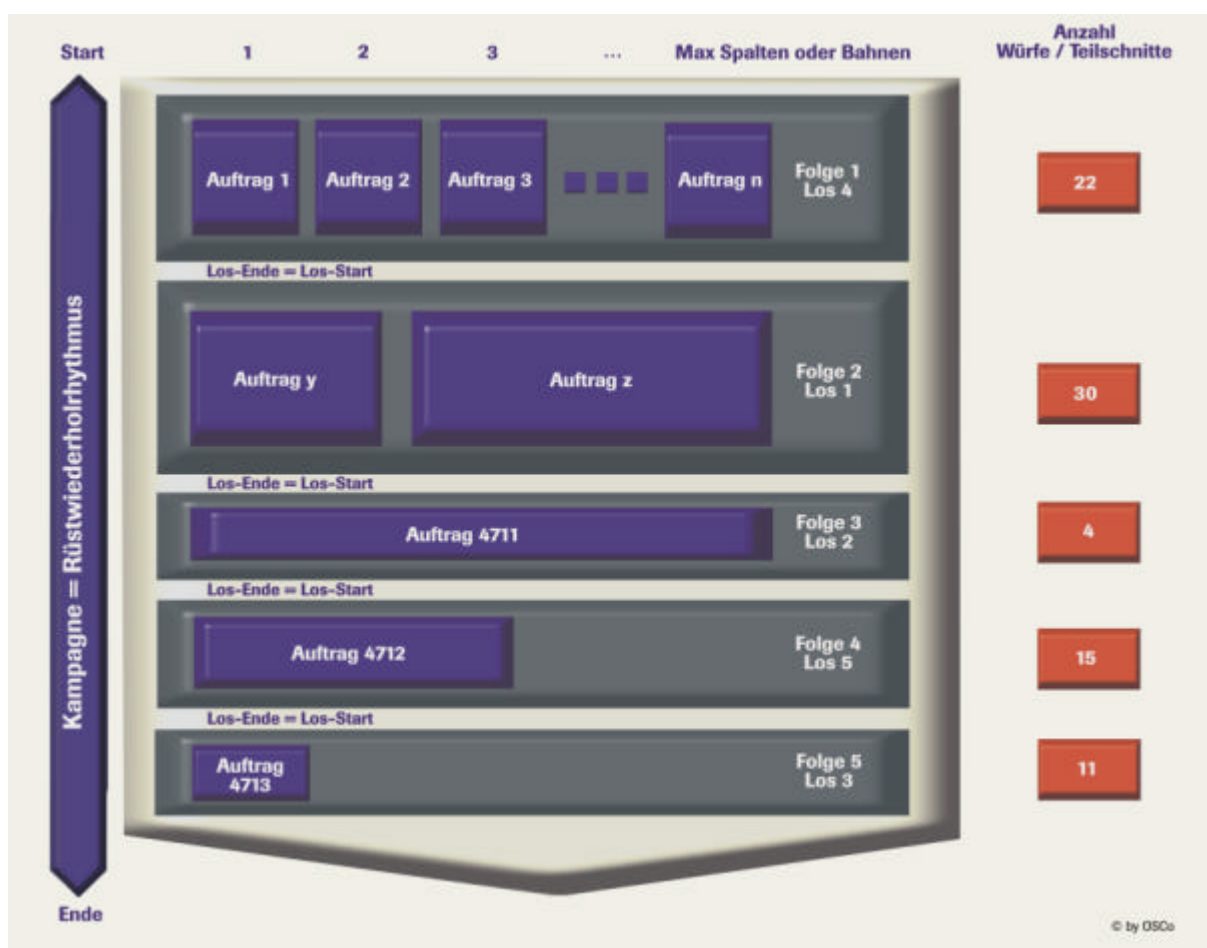 Anzahl
Start 1 2 3 ... Max Spalten oder Bahnen Würfe / Teilschnitte
Auftrag 1 Auftrag 2 Auftrag 3 Auftrag n
Folge 1
Los 4
22
Los-Ende = Los-Start
Auftrag y Auftrag z
Folge 2
Los 1
30
Los-Ende = Los-Start
Auftrag 4711
Folge 3
Los 2
4
Los-Ende = Los-Start
Auftrag 4712
Folge 4
Los 5
15
Los-Ende = Los-Start
Auftrag
4713
Folge 5
Los 3
11
Kampagne = Rüstwiederholrhythmus
Ende
© by OSCo